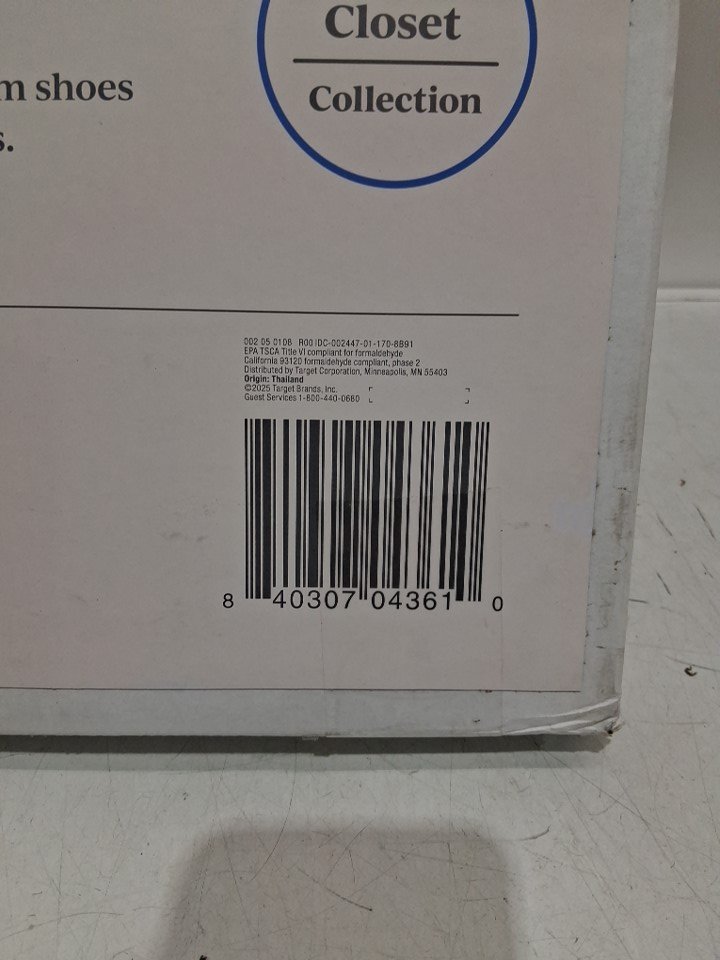 Closet
Collection
m shoes
s.
002 05 0108 R00 IDC-002447-01-170-8891
EPA TSCA Title VI compliant for formaldehyde
California 93120 formaldehyde compliant, phase 2
Distributed by Target Corporation, Minneapolis, MN 55403
Origin: Thailand
©2025 Target Brands, Inc.
Guest Services 1-800-440-0680
8 40307 04361 0